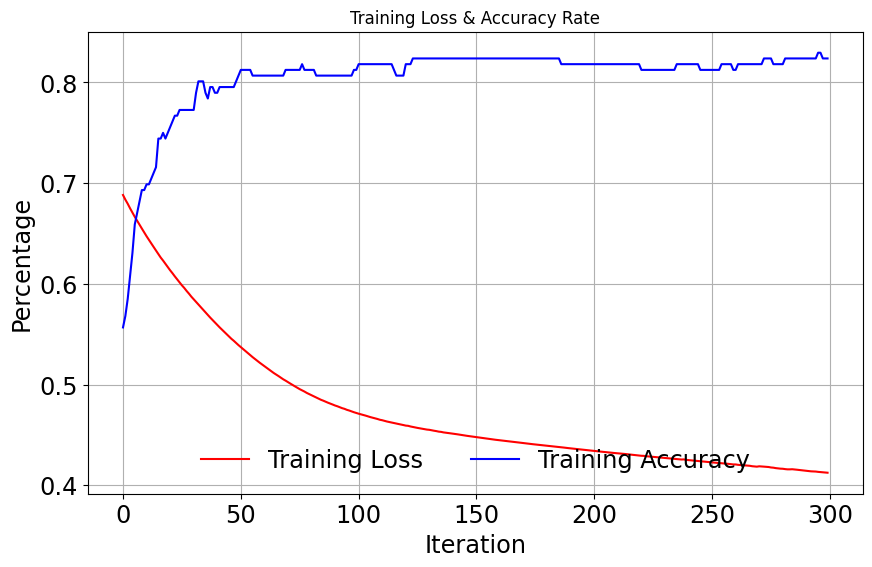 Training Loss & Accuracy Rate
Percentage
0.8
0.7
0.6
0.5
0.4
Training Loss
Training Accuracy
0 50 100 150 200 250 300
Iteration